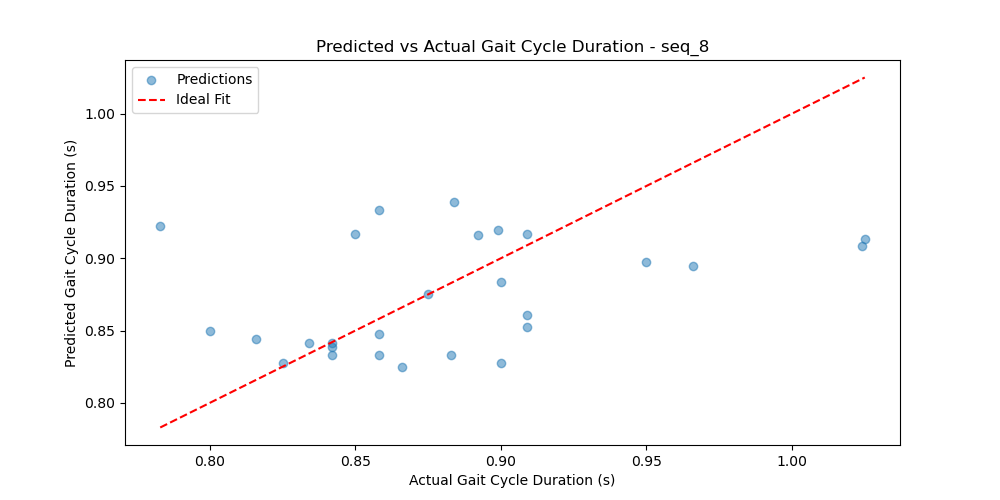 Predicted vs Actual Gait Cycle Duration - seq_8
Predictions
Ideal Fit
Predicted Gait Cycle Duration (s)
1.00
0.95
0.90
0.85
0.80
0.80 0.85 0.90 0.95 1.00
Actual Gait Cycle Duration (s)